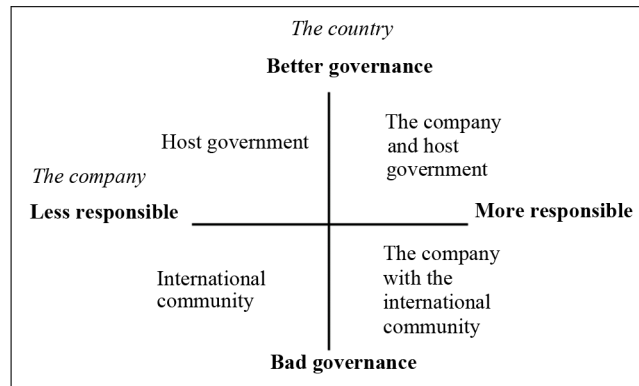 The country
Better governance
Host government
The company
and host
government
The company
Less responsible
More responsible
International
community
The company
with the
international
community
Bad governance